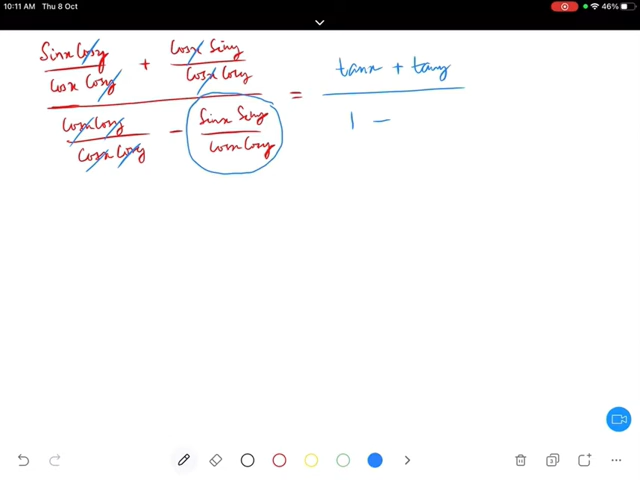 10:11 AM Thu 8 Oct 46%
Sinx Cosy / Cosx Cosy + Cosx Siny / Cosx Cosy = tanx + tany
Cosx Cosy / Cosx Cosy - Sinx Siny / Cosx Cosy 1 -
3